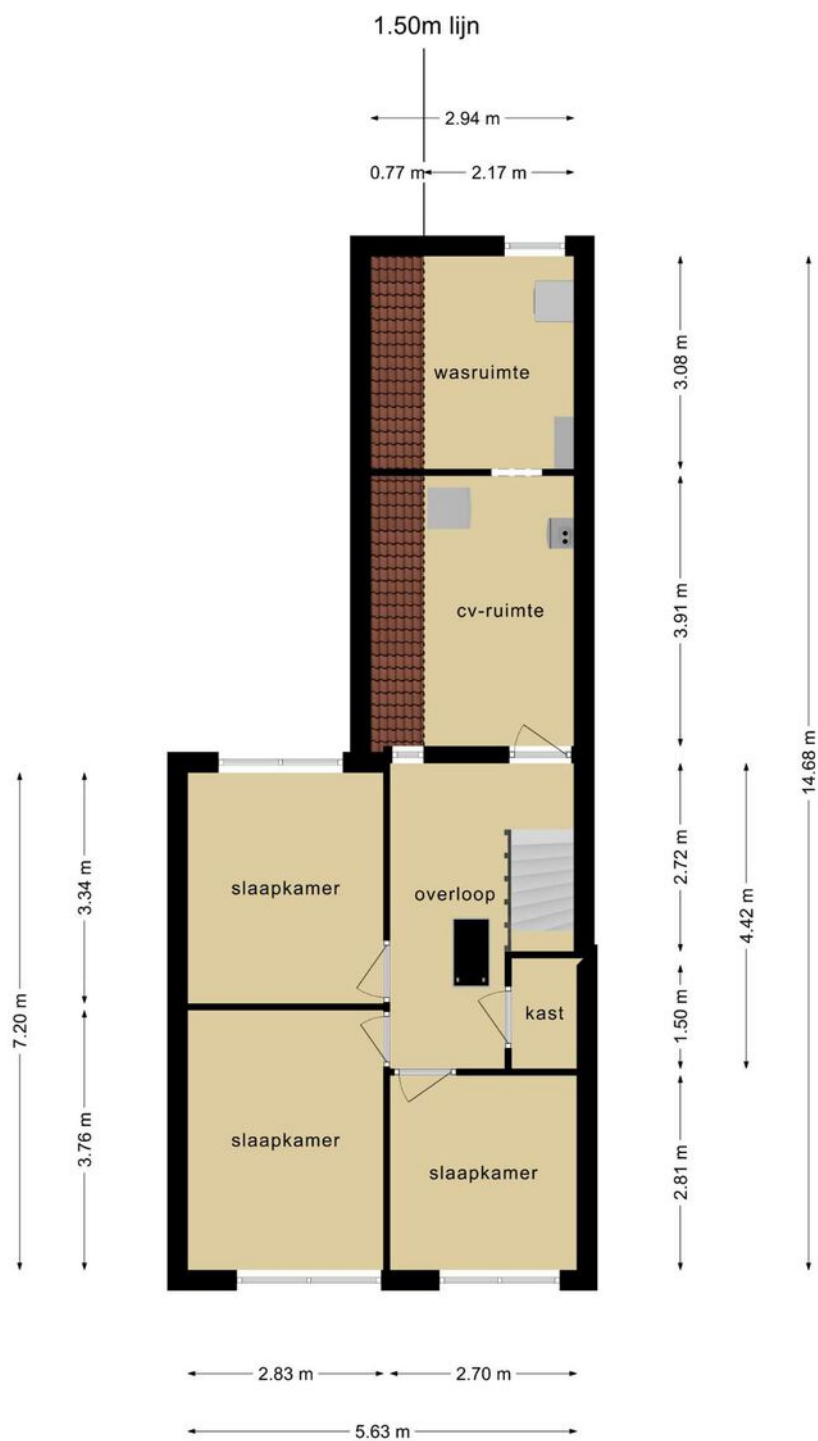 1.50m lijn
2.94 m
0.77 m
2.17 m
wasruimte
3.08 m
cv-ruimte
3.91 m
14.68 m
slaapkamer
overloop
3.34 m
2.72 m
4.42 m
7.20 m
kast
1.50 m
slaapkamer
3.76 m
slaapkamer
2.81 m
2.83 m
2.70 m
5.63 m